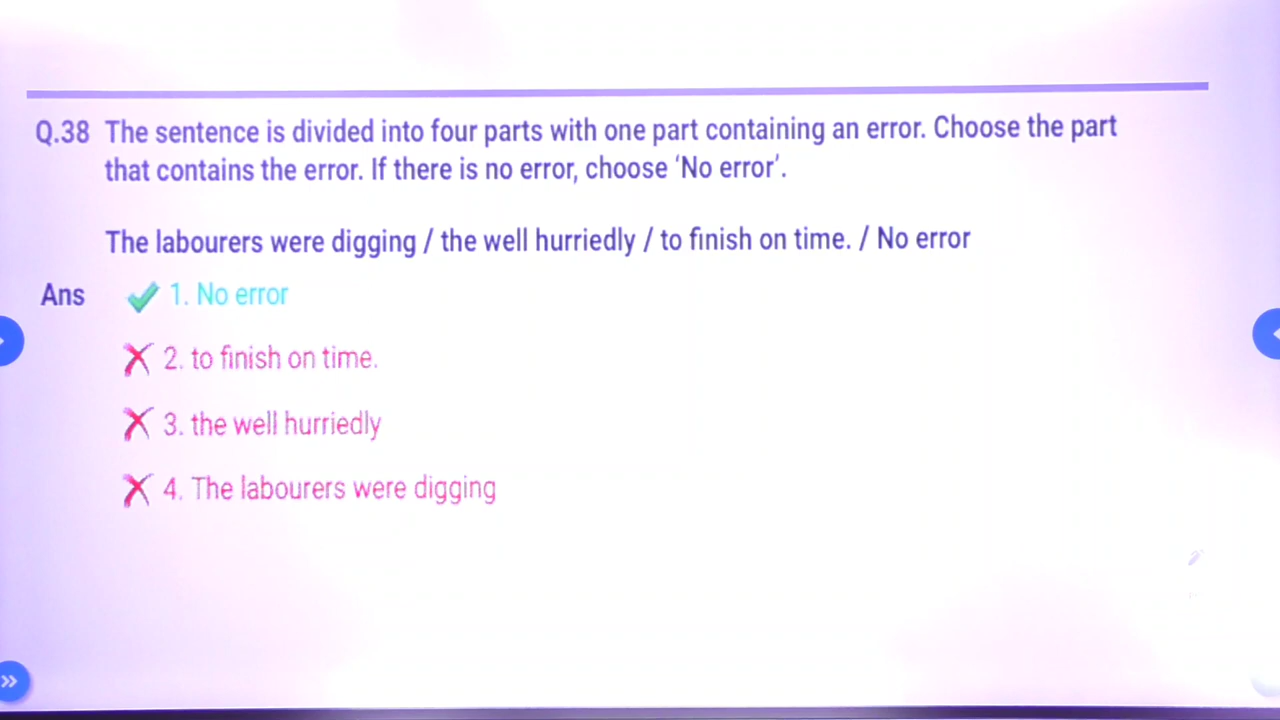 Q.38 The sentence is divided into four parts with one part containing an error. Choose the part
that contains the error. If there is no error, choose 'No error'.
The labourers were digging / the well hurriedly / to finish on time. / No error
Ans 1. No error
2. to finish on time.
3. the well hurriedly
4. The labourers were digging